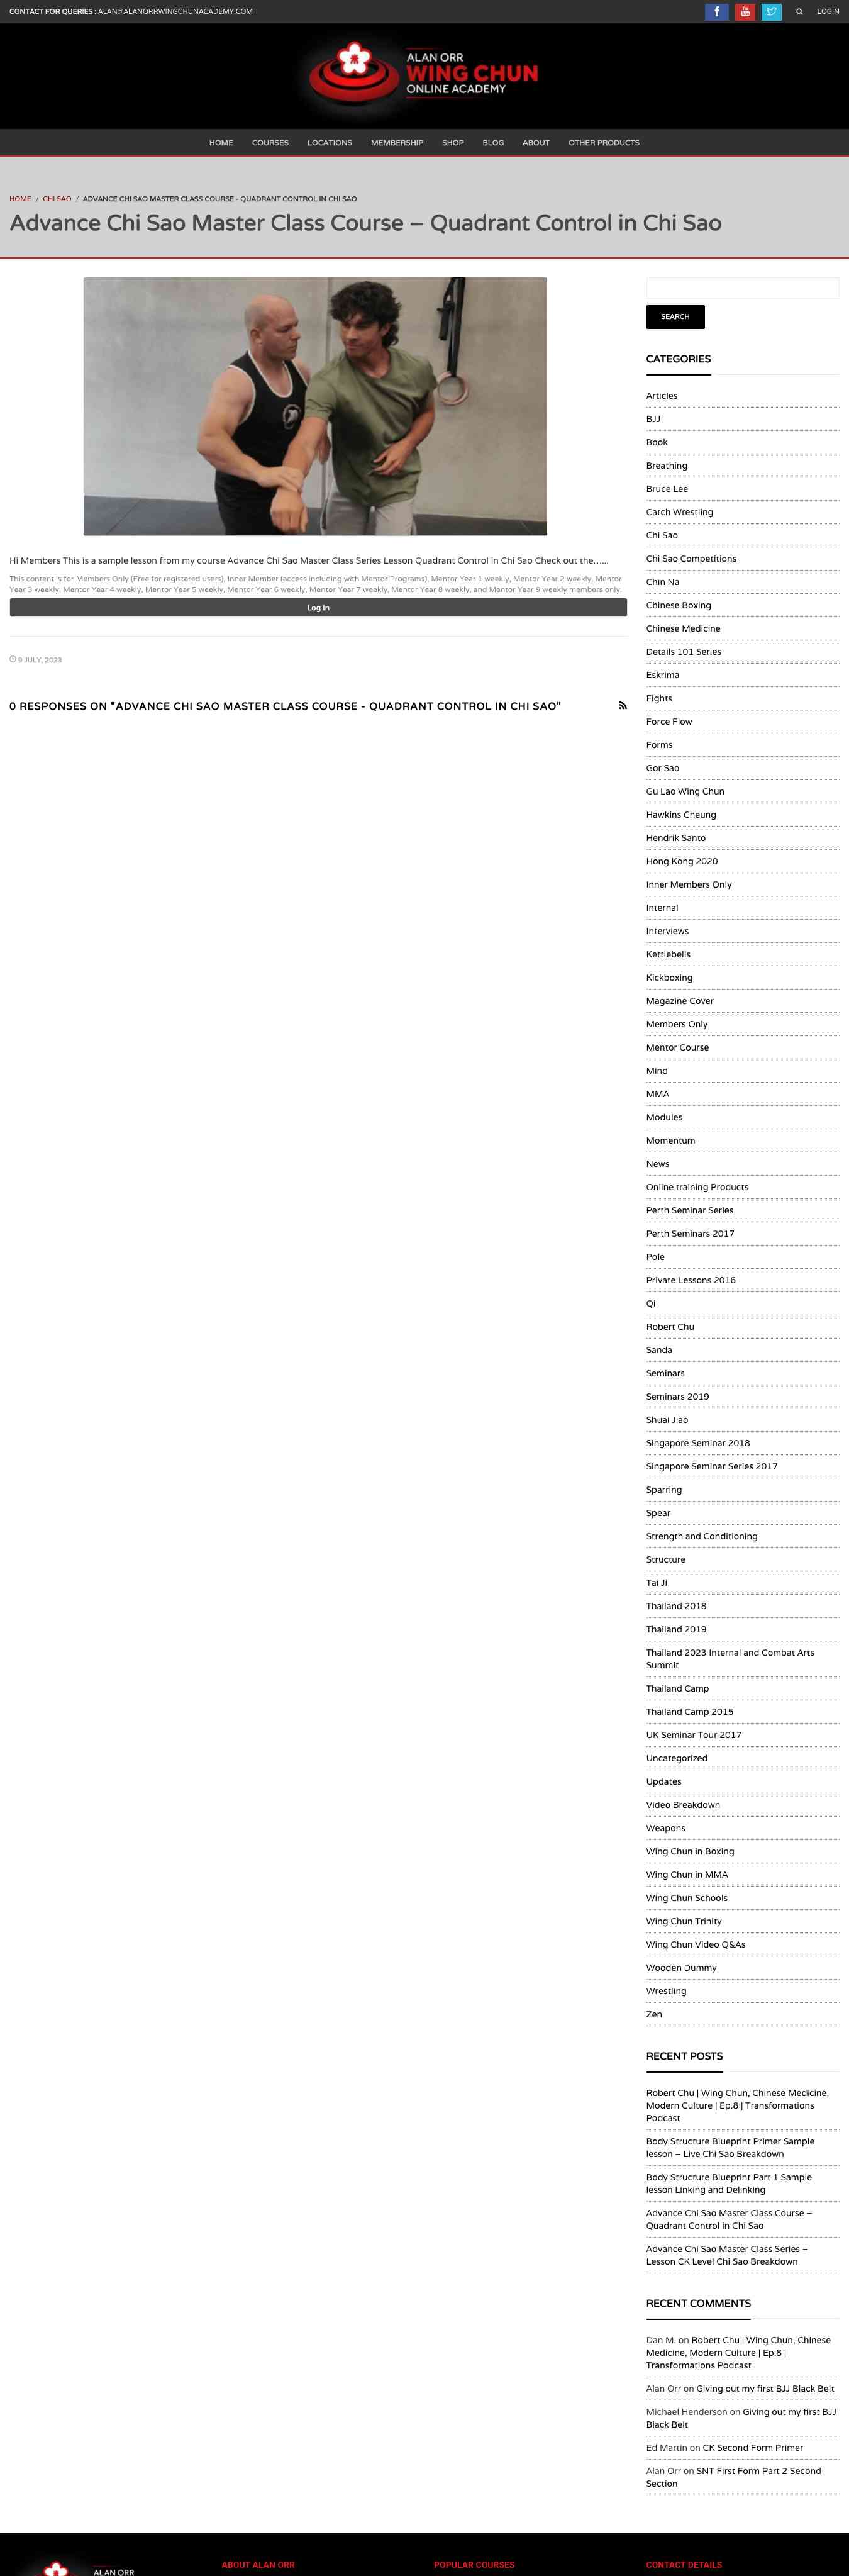 CONTACT FOR QUERIES : ALAN@ALANORRWINGCHUNACADEMY.COM
LOGIN
ALAN ORR
WING CHUN
ONLINE ACADEMY
HOME COURSES LOCATIONS MEMBERSHIP SHOP BLOG ABOUT OTHER PRODUCTS
HOME / CHI SAO / ADVANCE CHI SAO MASTER CLASS COURSE - QUADRANT CONTROL IN CHI SAO
Advance Chi Sao Master Class Course – Quadrant Control in Chi Sao
Hi Members This is a sample lesson from my course Advance Chi Sao Master Class Series Lesson Quadrant Control in Chi Sao Check out the…...
This content is for Members Only (Free for registered users), Inner Member (access including with Mentor Programs), Mentor Year 1 weekly, Mentor Year 2 weekly, Mentor
Year 3 weekly, Mentor Year 4 weekly, Mentor Year 5 weekly, Mentor Year 6 weekly, Mentor Year 7 weekly, Mentor Year 8 weekly, and Mentor Year 9 weekly members only.
Log In
9 JULY, 2023
0 RESPONSES ON "ADVANCE CHI SAO MASTER CLASS COURSE - QUADRANT CONTROL IN CHI SAO"
SEARCH
CATEGORIES
Articles
BJJ
Book
Breathing
Bruce Lee
Catch Wrestling
Chi Sao
Chi Sao Competitions
Chin Na
Chinese Boxing
Chinese Medicine
Details 101 Series
Eskrima
Fights
Force Flow
Forms
Gor Sao
Gu Lao Wing Chun
Hawkins Cheung
Hendrik Santo
Hong Kong 2020
Inner Members Only
Internal
Interviews
Kettlebells
Kickboxing
Magazine Cover
Members Only
Mentor Course
Mind
MMA
Modules
Momentum
News
Online training Products
Perth Seminar Series
Perth Seminars 2017
Pole
Private Lessons 2016
Qi
Robert Chu
Sanda
Seminars
Seminars 2019
Shuai Jiao
Singapore Seminar 2018
Singapore Seminar Series 2017
Sparring
Spear
Strength and Conditioning
Structure
Tai Ji
Thailand 2018
Thailand 2019
Thailand 2023 Internal and Combat Arts
Summit
Thailand Camp
Thailand Camp 2015
UK Seminar Tour 2017
Uncategorized
Updates
Video Breakdown
Weapons
Wing Chun in Boxing
Wing Chun in MMA
Wing Chun Schools
Wing Chun Trinity
Wing Chun Video Q&As
Wooden Dummy
Wrestling
Zen
RECENT POSTS
Robert Chu | Wing Chun, Chinese Medicine,
Modern Culture | Ep.8 | Transformations
Podcast
Body Structure Blueprint Primer Sample
lesson – Live Chi Sao Breakdown
Body Structure Blueprint Part 1 Sample
lesson Linking and Delinking
Advance Chi Sao Master Class Course –
Quadrant Control in Chi Sao
Advance Chi Sao Master Class Series –
Lesson CK Level Chi Sao Breakdown
RECENT COMMENTS
Dan M. on Robert Chu | Wing Chun, Chinese
Medicine, Modern Culture | Ep.8 |
Transformations Podcast
Alan Orr on Giving out my first BJJ Black Belt
Michael Henderson on Giving out my first BJJ
Black Belt
Ed Martin on CK Second Form Primer
Alan Orr on SNT First Form Part 2 Second
Section
ALAN ORR
ABOUT ALAN ORR
POPULAR COURSES
CONTACT DETAILS